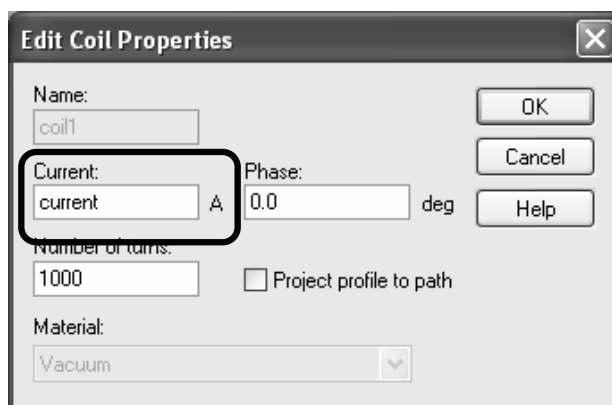 Edit Coil Properties
Name:
coil1
OK
Cancel
Help
Current:
current A
Phase:
0.0 deg
Number of turns:
1000
Project profile to path
Material:
Vacuum